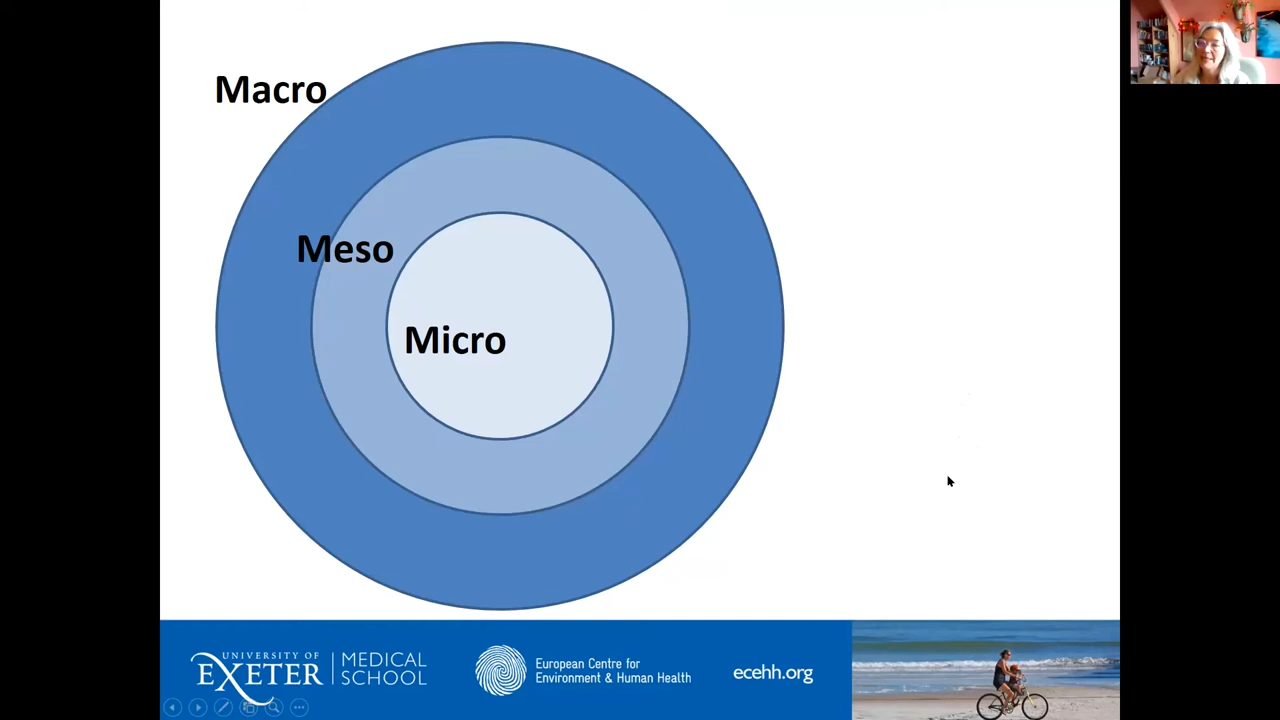 Macro
Meso
Micro
UNIVERSITY OF
EXETER
MEDICAL
SCHOOL
European Centre for
Environment & Human Health
ecehh.org